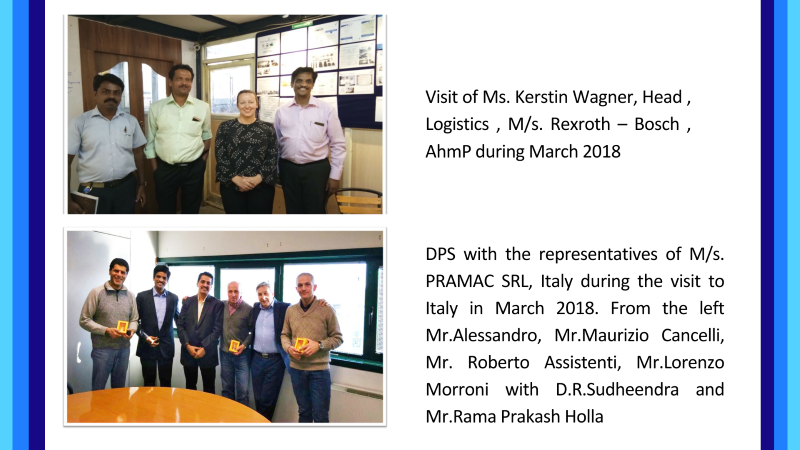 Visit of Ms. Kerstin Wagner, Head ,
Logistics , M/s. Rexroth – Bosch ,
AhmP during March 2018
DPS with the representatives of M/s.
PRAMAC SRL, Italy during the visit to
Italy in March 2018. From the left
Mr.Alessandro, Mr.Maurizio Cancelli,
Mr. Roberto Assistenti, Mr.Lorenzo
Morroni with D.R.Sudheendra and
Mr.Rama Prakash Holla